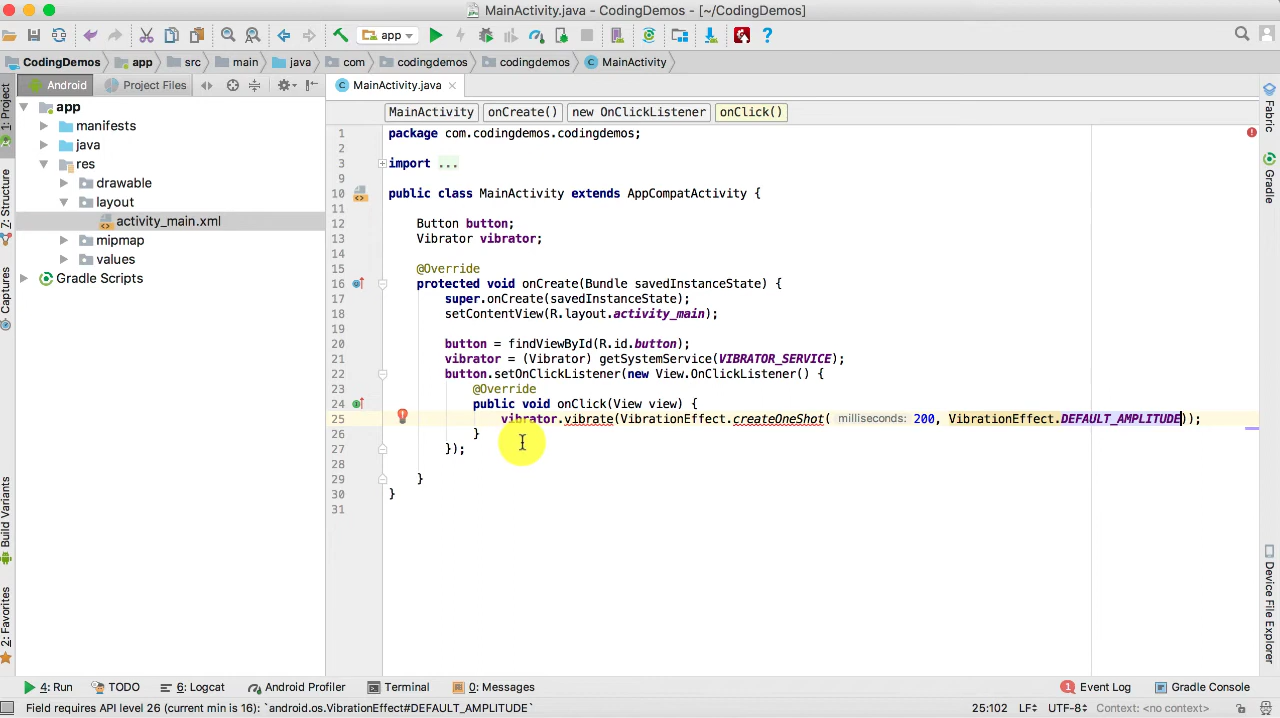 MainActivity.java - CodingDemos - [~/CodingDemos]
app
CodingDemos app src main java com codingdemos codingdemos MainActivity
Android Project Files
MainActivity.java
MainActivity onCreate() new OnClickListener onClick()
1: Project
Z: Structure
Captures
Build Variants
2: Favorites
app
manifests
java
res
drawable
layout
activity_main.xml
mipmap
values
Gradle Scripts
1 package com.codingdemos.codingdemos;
2
3 import ...
9
10 public class MainActivity extends AppCompatActivity {
11
12 Button button;
13 Vibrator vibrator;
14
15 @Override
16 protected void onCreate(Bundle savedInstanceState) {
17 super.onCreate(savedInstanceState);
18 setContentView(R.layout.activity_main);
19
20 button = findViewById(R.id.button);
21 vibrator = (Vibrator) getSystemService(VIBRATOR_SERVICE);
22 button.setOnClickListener(new View.OnClickListener() {
23 @Override
24 public void onClick(View view) {
25 vibrator.vibrate(VibrationEffect.createOneShot( milliseconds: 200, VibrationEffect.DEFAULT_AMPLITUDE));
26 }
27 });
28
29 }
30 }
31
Fabric
Gradle
Device File Explorer
4: Run TODO 6: Logcat Android Profiler Terminal 0: Messages 1 Event Log Gradle Console
Field requires API level 26 (current min is 16): `android.os.VibrationEffect#DEFAULT_AMPLITUDE` 25:102 LF UTF-8 Context: <no context>